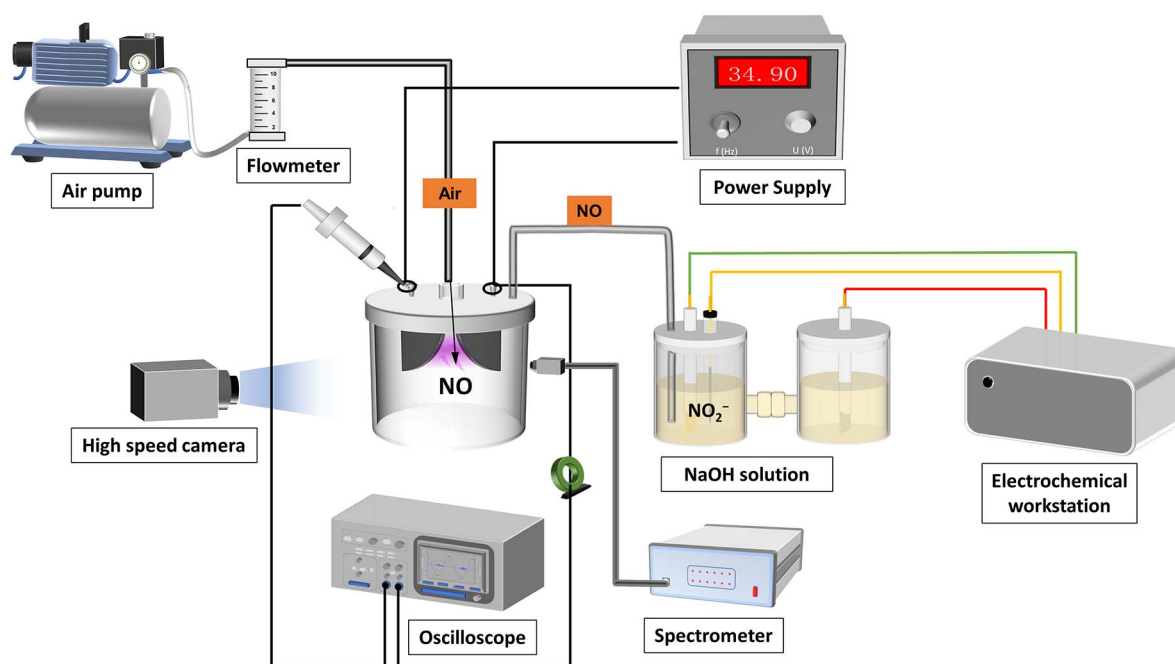 34.90
f (Hz)
U (V)
10
8
6
4
2
Air pump
Flowmeter
Power Supply
Air
NO
NO
NO₂⁻
High speed camera
NaOH solution
Electrochemical
workstation
Oscilloscope
Spectrometer